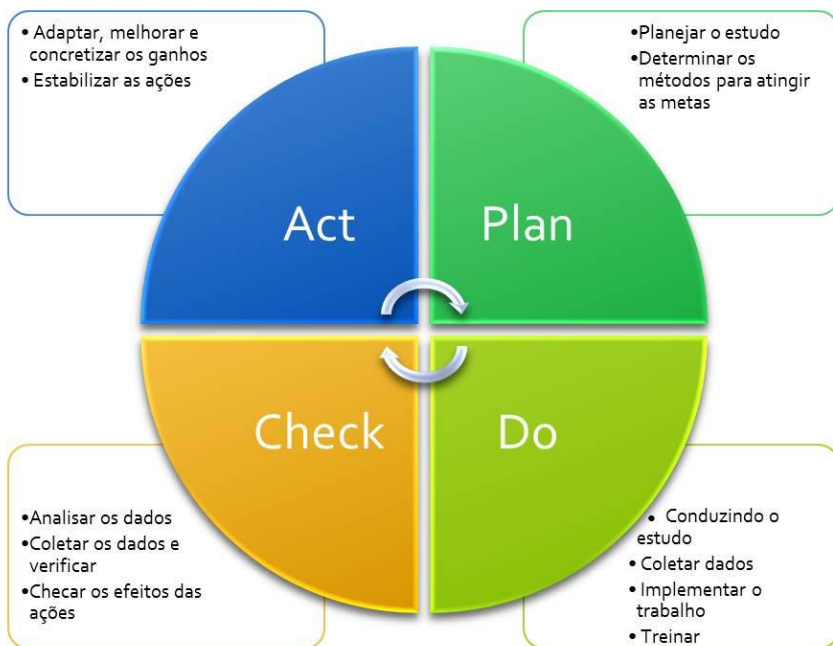 • Adaptar, melhorar e
concretizar os ganhos
• Estabilizar as ações
•Planejar o estudo
•Determinar os
métodos para atingir
as metas
Act
Plan
Check
Do
•Analisar os dados
•Coletar os dados e
verificar
•Checar os efeitos das
ações
• Conduzindo o
estudo
• Coletar dados
• Implementar o
trabalho
• Treinar